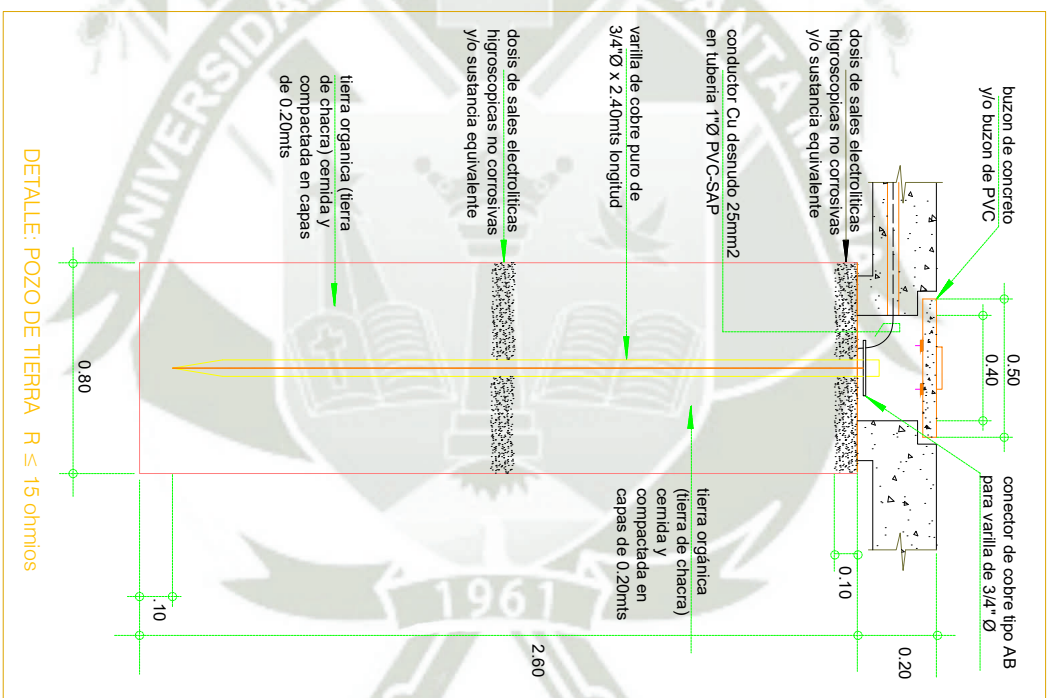 buzon de concreto
y/o buzon de PVC
dosis de sales electroliticas
higroscopicas no corrosivas
y/o sustancia equivalente
conductor Cu desnudo 25mm2
en tuberia 1"Ø PVC-SAP
varilla de cobre puro de
3/4"Ø x 2.40mts longitud
dosis de sales electroliticas
higroscopicas no corrosivas
y/o sustancia equivalente
tierra organica (tierra
de chacra) cernida y
compactada en capas
de 0.20mts
0.50
0.40
conector de cobre tipo AB
para varilla de 3/4" Ø
0.20
0.10
tierra orgánica
(tierra de chacra)
cernida y
compactada en
capas de 0.20mts
2.60
.10
0.80
DETALLE: POZO DE TIERRA R ≤ 15 ohmios
1961